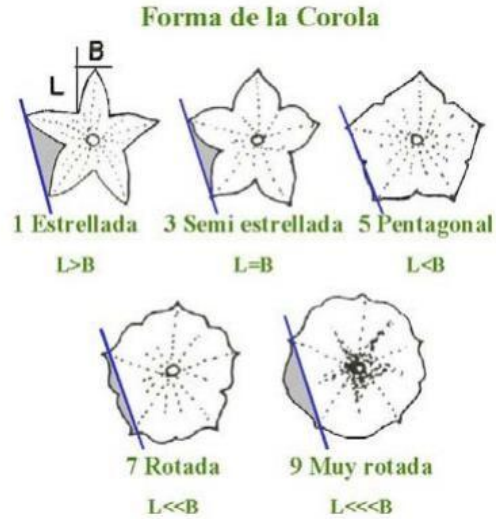 Forma de la Corola
B
L
1 Estrellada 3 Semi estrellada 5 Pentagonal
L>B L=B L<B
7 Rotada 9 Muy rotada
L<<B L<<<B